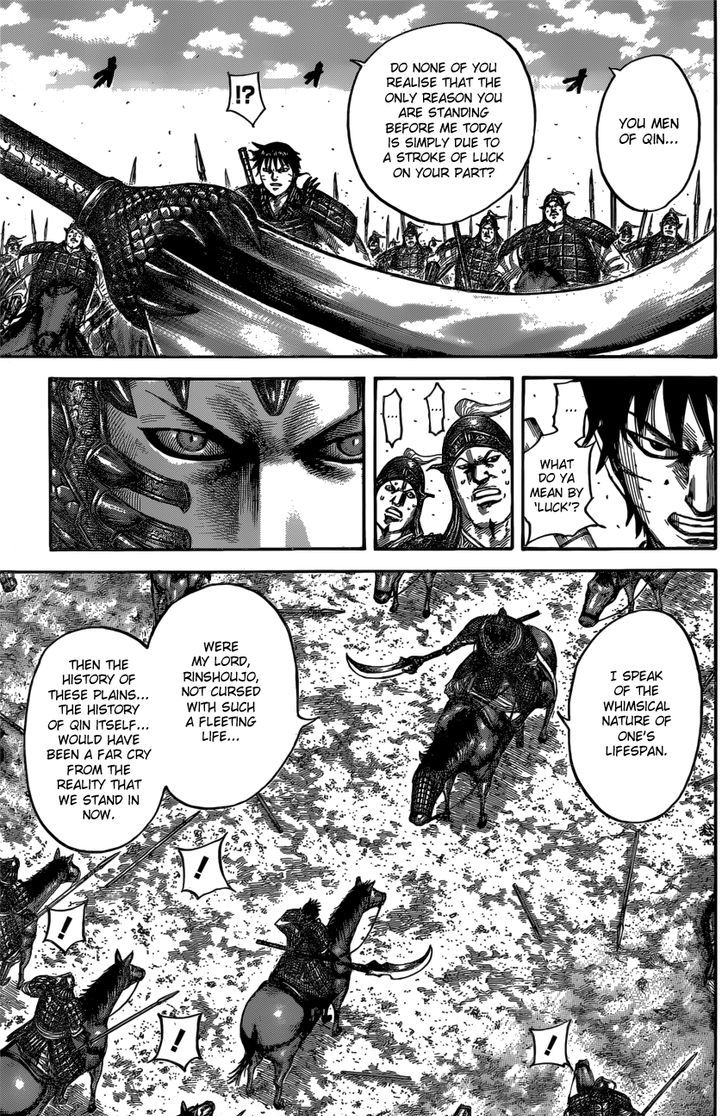 YOU MEN
OF QIN...
DO NONE OF YOU
REALISE THAT THE
ONLY REASON YOU
ARE STANDING
BEFORE ME TODAY
IS SIMPLY DUE TO
A STROKE OF LUCK
ON YOUR PART?
!?
...
WHAT
DO YA
MEAN BY
'LUCK'?
...
...
I SPEAK
OF THE
WHIMSICAL
NATURE OF
ONE'S
LIFESPAN.
WERE
MY LORD,
RINSHOUJO,
NOT CURSED
WITH SUCH
A FLEETING
LIFE...
THEN THE
HISTORY OF
THESE PLAINS...
THE HISTORY
OF QIN ITSELF...
WOULD HAVE
BEEN A FAR CRY
FROM THE
REALITY THAT
WE STAND IN
NOW.
!
!
!
!